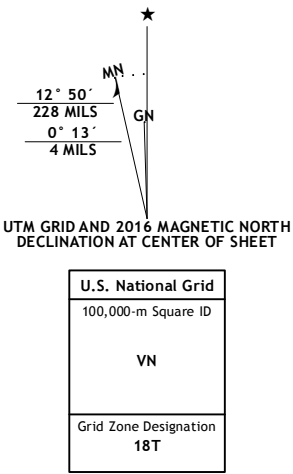 MN
12° 50´
228 MILS
GN
0° 13´
4 MILS
UTM GRID AND 2016 MAGNETIC NORTH
DECLINATION AT CENTER OF SHEET
U.S. National Grid
100,000-m Square ID
VN
Grid Zone Designation
18T